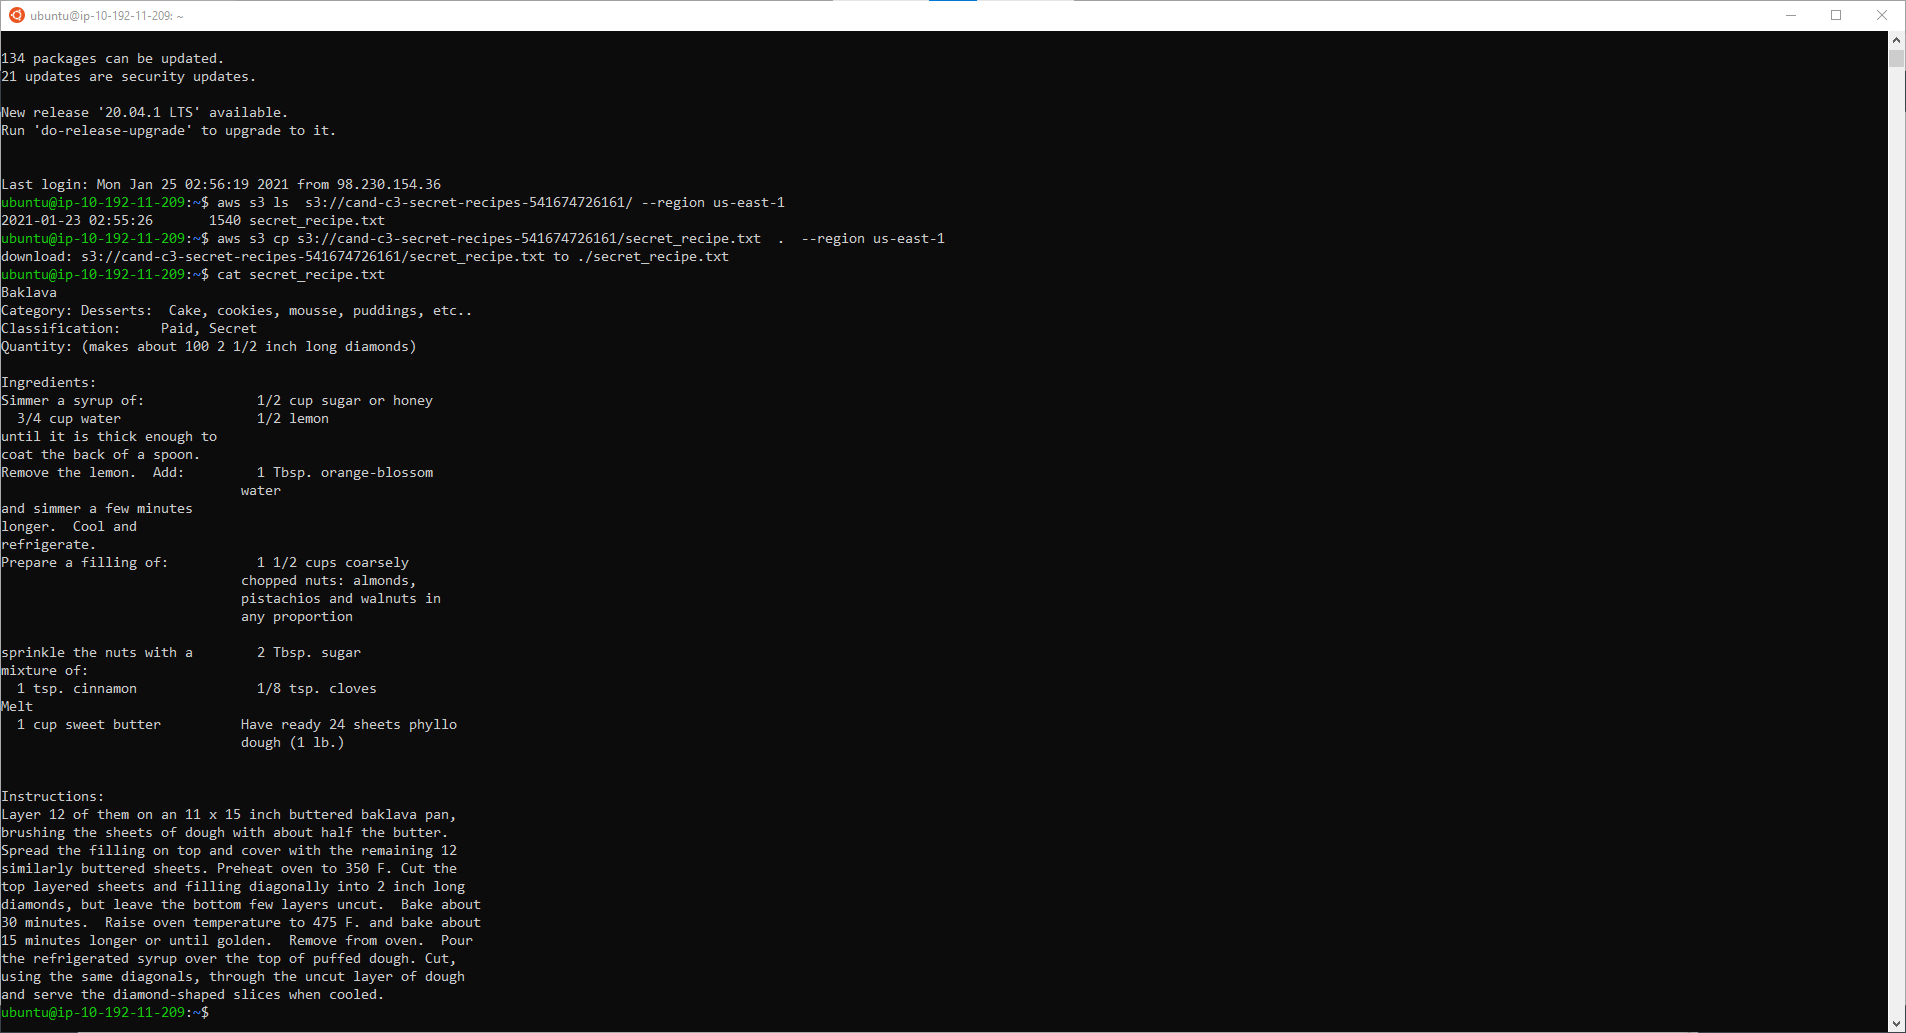 ubuntu@ip-10-192-11-209: ~
134 packages can be updated.
21 updates are security updates.

New release '20.04.1 LTS' available.
Run 'do-release-upgrade' to upgrade to it.


Last login: Mon Jan 25 02:56:19 2021 from 98.230.154.36
ubuntu@ip-10-192-11-209:~$ aws s3 ls  s3://cand-c3-secret-recipes-541674726161/ --region us-east-1
2021-01-23 02:55:26       1540 secret_recipe.txt
ubuntu@ip-10-192-11-209:~$ aws s3 cp s3://cand-c3-secret-recipes-541674726161/secret_recipe.txt  .  --region us-east-1
download: s3://cand-c3-secret-recipes-541674726161/secret_recipe.txt to ./secret_recipe.txt
ubuntu@ip-10-192-11-209:~$ cat secret_recipe.txt
Baklava
Category: Desserts:  Cake, cookies, mousse, puddings, etc..
Classification:     Paid, Secret
Quantity: (makes about 100 2 1/2 inch long diamonds)

Ingredients:
Simmer a syrup of:              1/2 cup sugar or honey
  3/4 cup water                 1/2 lemon
until it is thick enough to
coat the back of a spoon.
Remove the lemon.  Add:         1 Tbsp. orange-blossom
                              water
and simmer a few minutes
longer.  Cool and
refrigerate.
Prepare a filling of:           1 1/2 cups coarsely
                              chopped nuts: almonds,
                              pistachios and walnuts in
                              any proportion

sprinkle the nuts with a        2 Tbsp. sugar
mixture of:
  1 tsp. cinnamon               1/8 tsp. cloves
Melt
  1 cup sweet butter          Have ready 24 sheets phyllo
                              dough (1 lb.)


Instructions:
Layer 12 of them on an 11 x 15 inch buttered baklava pan,
brushing the sheets of dough with about half the butter.
Spread the filling on top and cover with the remaining 12
similarly buttered sheets. Preheat oven to 350 F. Cut the
top layered sheets and filling diagonally into 2 inch long
diamonds, but leave the bottom few layers uncut.  Bake about
30 minutes.  Raise oven temperature to 475 F. and bake about
15 minutes longer or until golden.  Remove from oven.  Pour
the refrigerated syrup over the top of puffed dough. Cut,
using the same diagonals, through the uncut layer of dough
and serve the diamond-shaped slices when cooled.
ubuntu@ip-10-192-11-209:~$